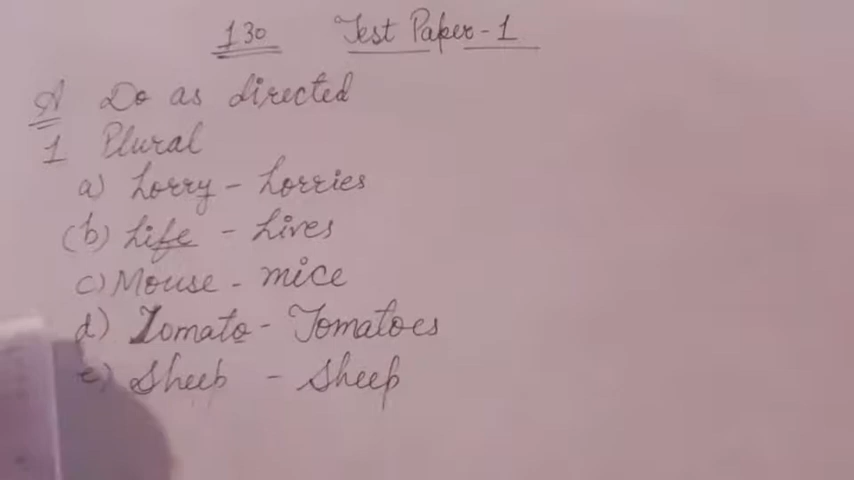 130 Test Paper-1
A Do as directed
1 Plural
a) Lorry - Lorries
(b) Life - Lives
c) Mouse - mice
d) Tomato - Tomatoes
e) Sheep - Sheep